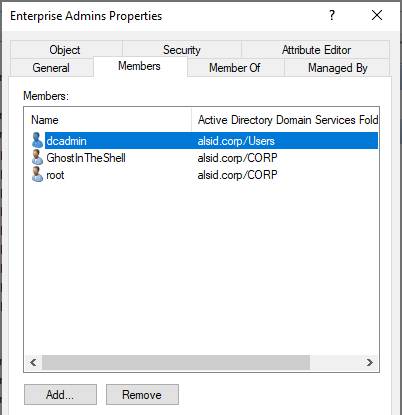 Enterprise Admins Properties ? ×
Object Security Attribute Editor
General Members Member Of Managed By
Members:
Name Active Directory Domain Services Fold
dcadmin alsid.corp/Users
GhostInTheShell alsid.corp/CORP
root alsid.corp/CORP
Add... Remove